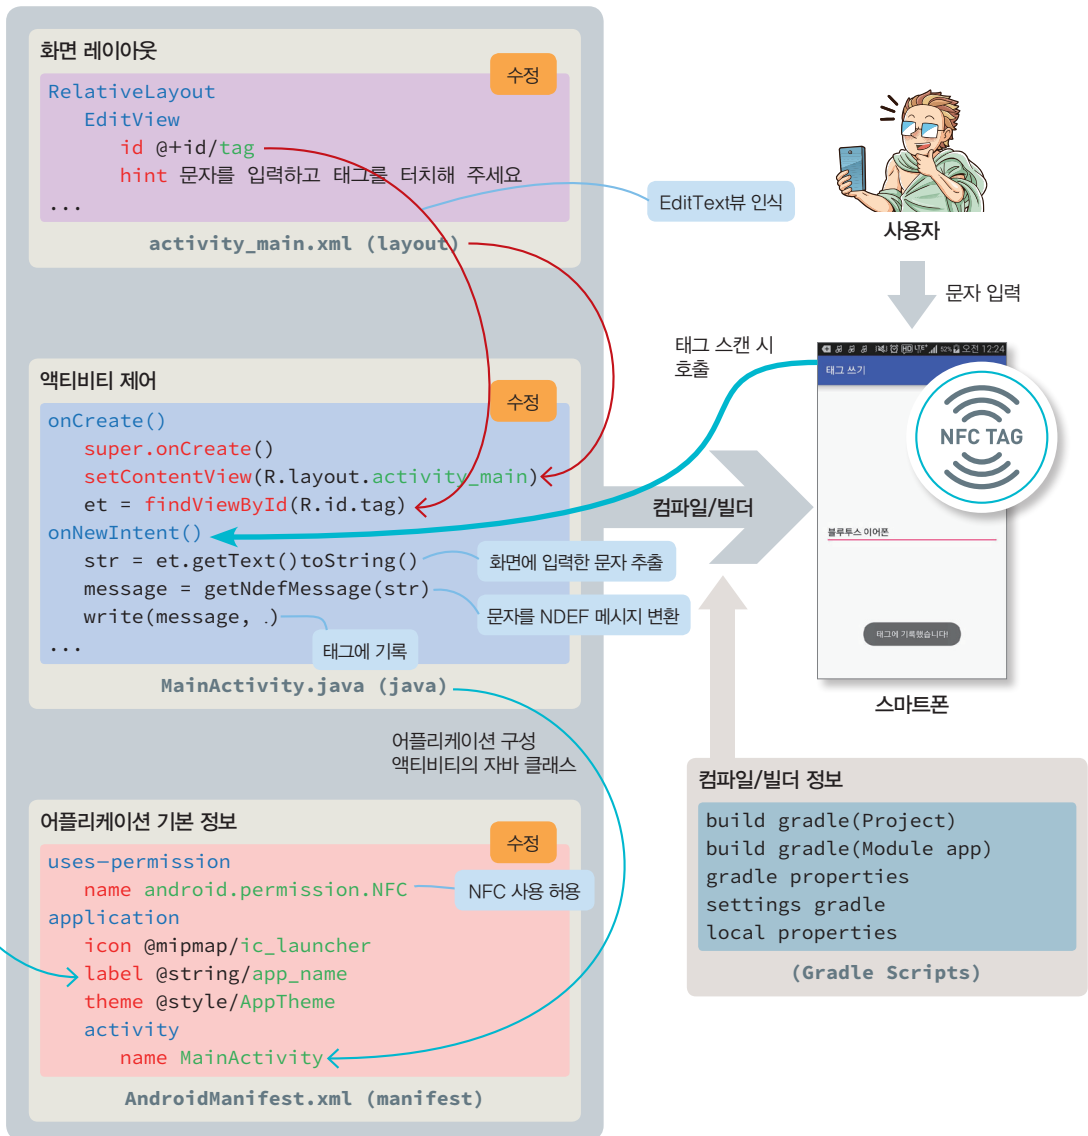 화면 레이아웃
수정
RelativeLayout
EditView
id @+id/tag
hint 문자를 입력하고 태그를 터치해 주세요
...
activity_main.xml (layout)
EditText뷰 인식
사용자
문자 입력
태그 스캔 시
호출
액티비티 제어
수정
onCreate()
super.onCreate()
setContentView(R.layout.activity_main)
et = findViewById(R.id.tag)
onNewIntent()
str = et.getText()toString()
화면에 입력한 문자 추출
message = getNdefMessage(str)
문자를 NDEF 메시지 변환
write(message, .)
태그에 기록
...
MainActivity.java (java)
컴파일/빌더
HD LTE 52% 오전 12:24
태그 쓰기
NFC TAG
블루투스 이어폰
태그에 기록했습니다!
스마트폰
어플리케이션 구성
액티비티의 자바 클래스
어플리케이션 기본 정보
수정
uses-permission
name android.permission.NFC
NFC 사용 허용
application
icon @mipmap/ic_launcher
label @string/app_name
theme @style/AppTheme
activity
name MainActivity
AndroidManifest.xml (manifest)
컴파일/빌더 정보
build gradle(Project)
build gradle(Module app)
gradle properties
settings gradle
local properties
(Gradle Scripts)